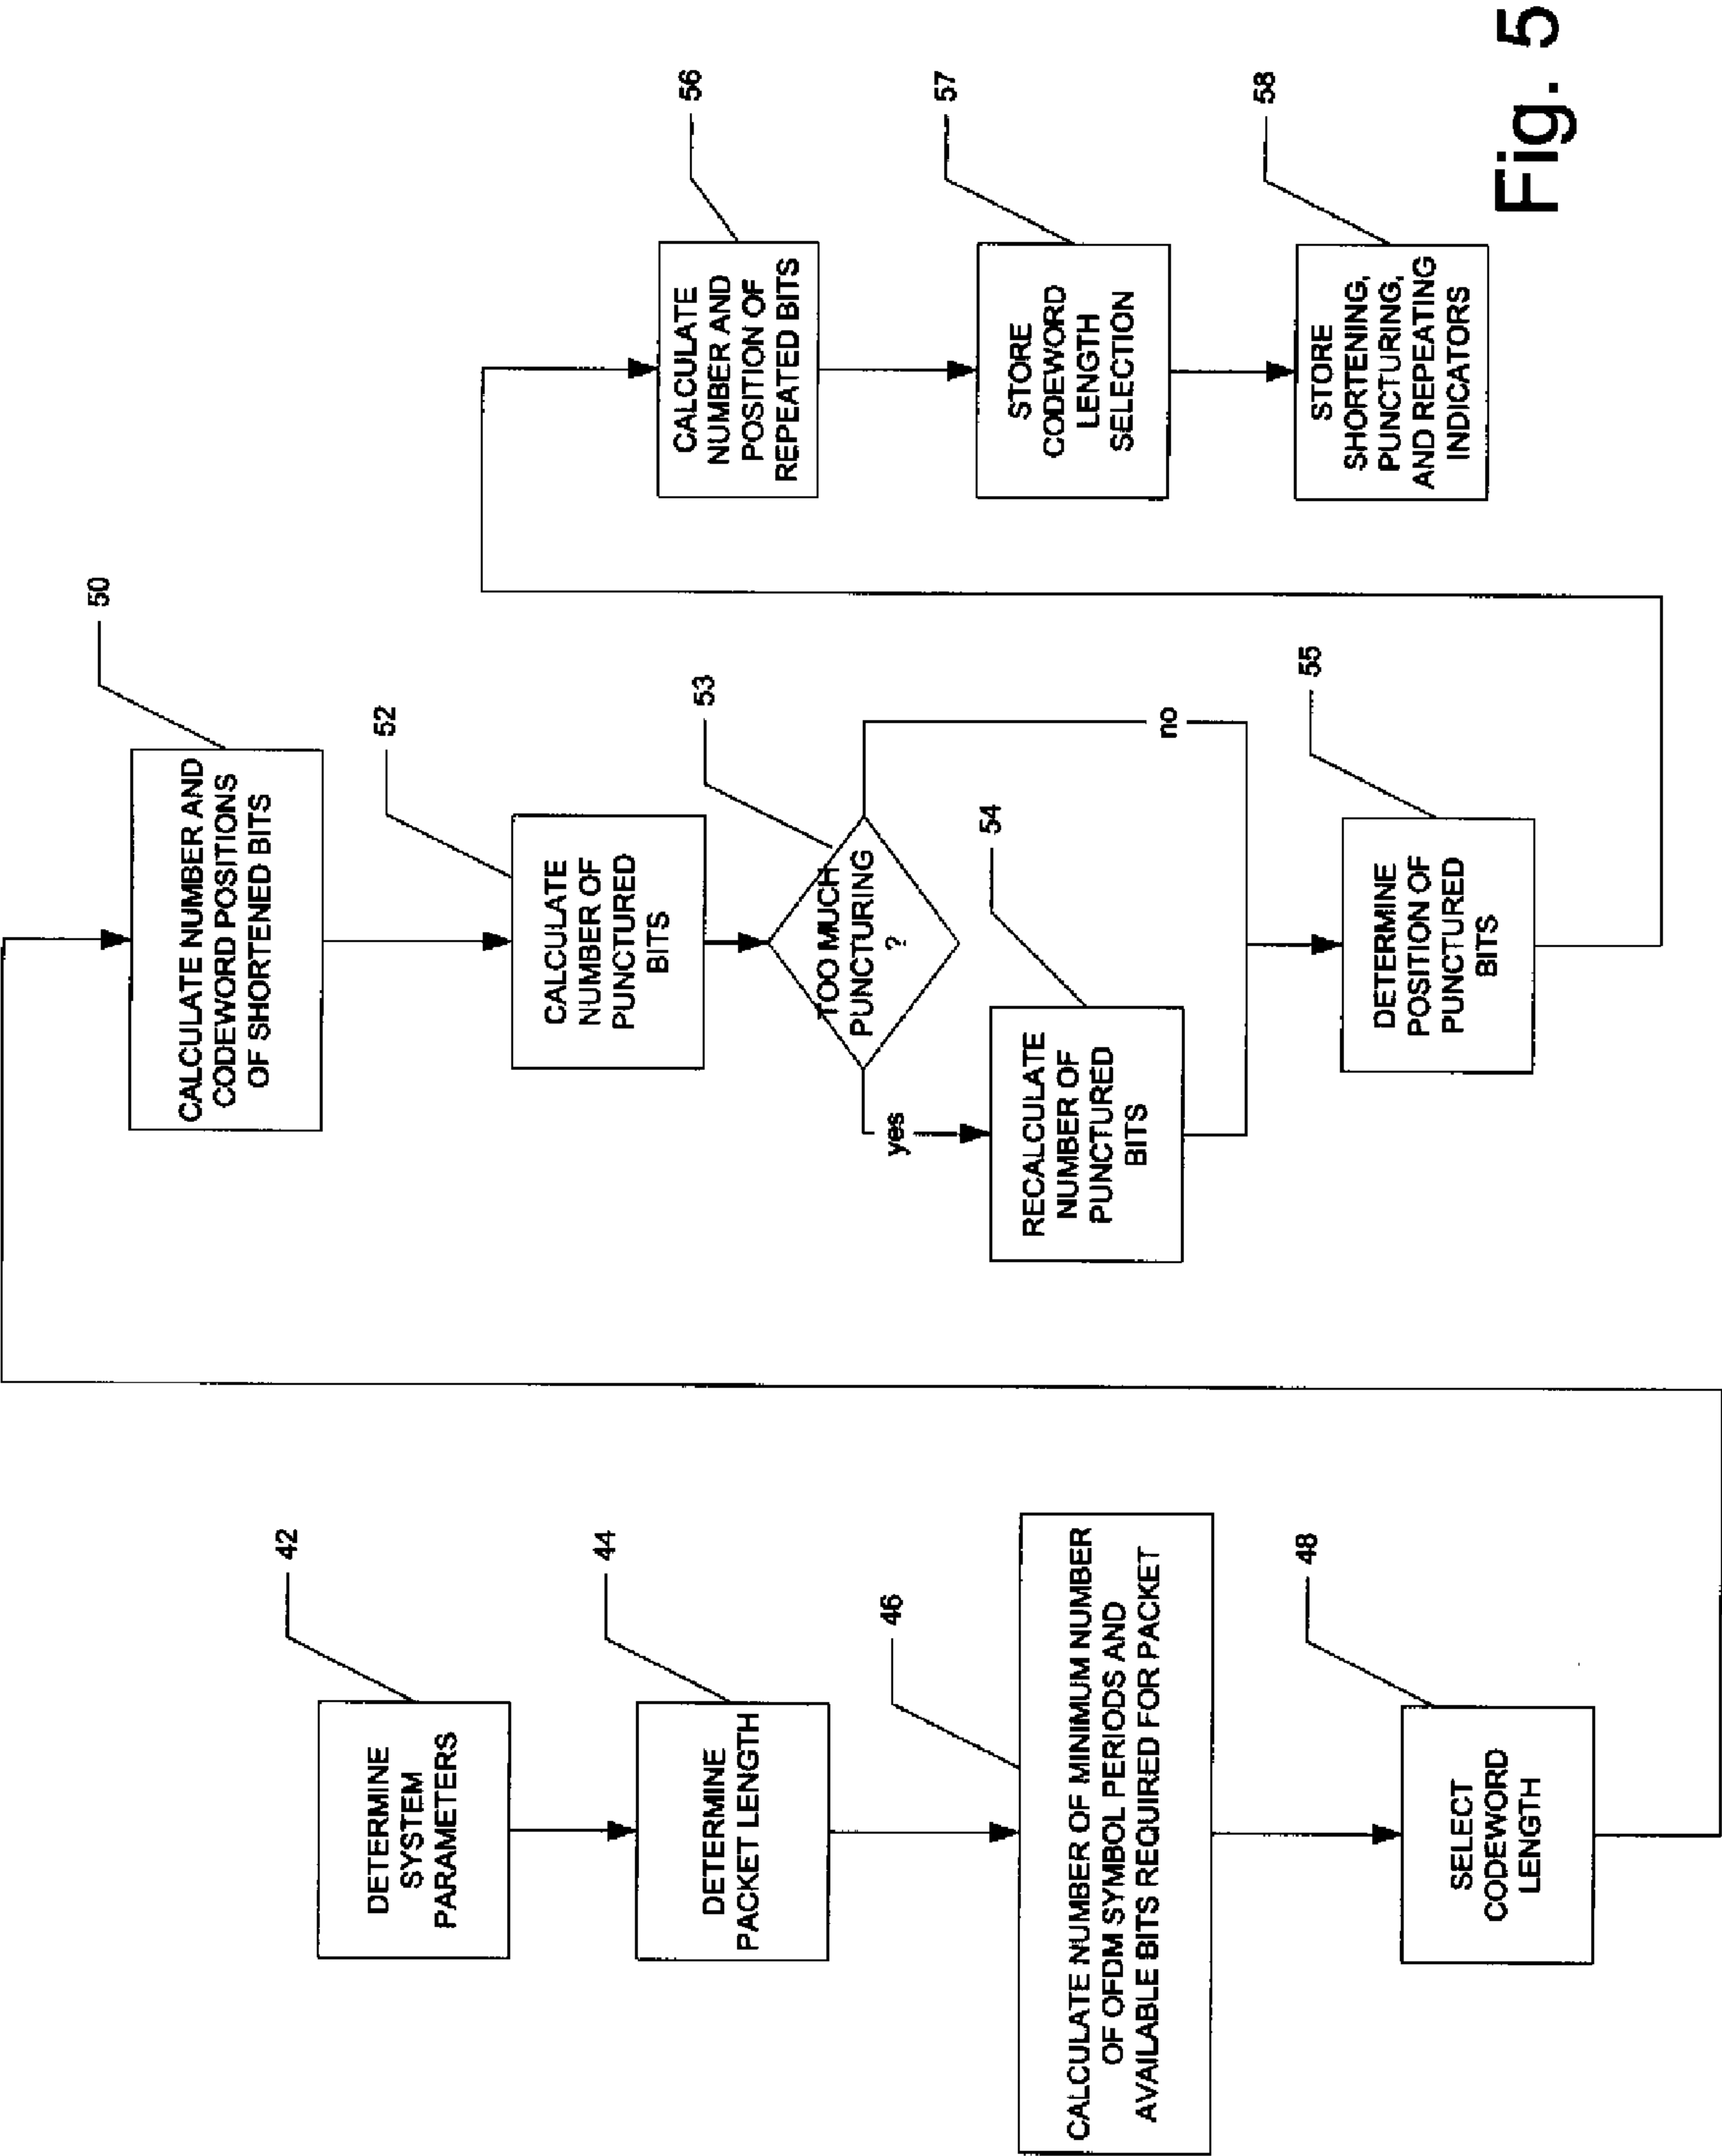 42
DETERMINE
SYSTEM
PARAMETERS
44
DETERMINE
PACKET LENGTH
46
CALCULATE NUMBER OF MINIMUM NUMBER
OF OFDM SYMBOL PERIODS AND
AVAILABLE BITS REQUIRED FOR PACKET
48
SELECT
CODEWORD
LENGTH
50
CALCULATE NUMBER AND
CODEWORD POSITIONS
OF SHORTENED BITS
52
CALCULATE
NUMBER OF
PUNCTURED
BITS
53
TOO MUCH
PUNCTURING
?
yes
no
54
RECALCULATE
NUMBER OF
PUNCTURED
BITS
55
DETERMINE
POSITION OF
PUNCTURED
BITS
56
CALCULATE
NUMBER AND
POSITION OF
REPEATED BITS
57
STORE
CODEWORD
LENGTH
SELECTION
58
STORE
SHORTENING,
PUNCTURING,
AND REPEATING
INDICATORS
Fig. 5